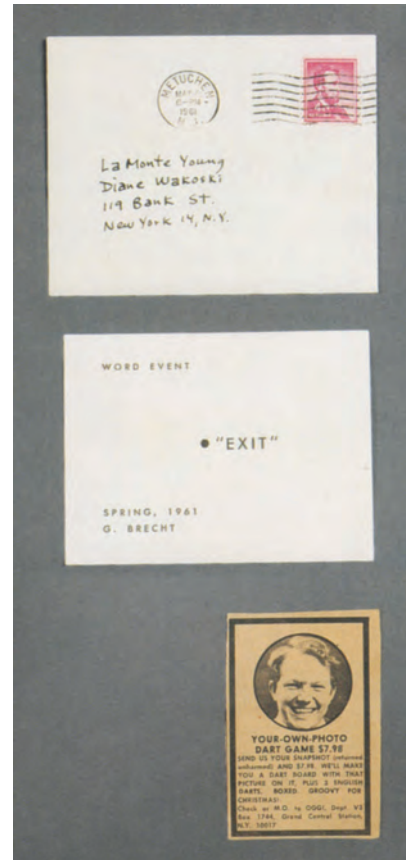 METUCHEN
1961
La Monte Young
Diane Wakoski
119 Bank St.
New York 14, N.Y.
WORD EVENT
● "EXIT"
SPRING, 1961
G. BRECHT
YOUR-OWN-PHOTO
DART GAME $7.98
SEND US YOUR SNAPSHOT (returned
unharmed) AND $7.98. WE'LL MAKE
YOU A DART BOARD WITH THAT
PICTURE ON IT, PLUS 3 ENGLISH
DARTS. BOXED. GROOVY FOR
CHRISTMAS!
Check or M.O. to OGGI, Dept. V2
Box 1744, Grand Central Station,
N.Y. 10017